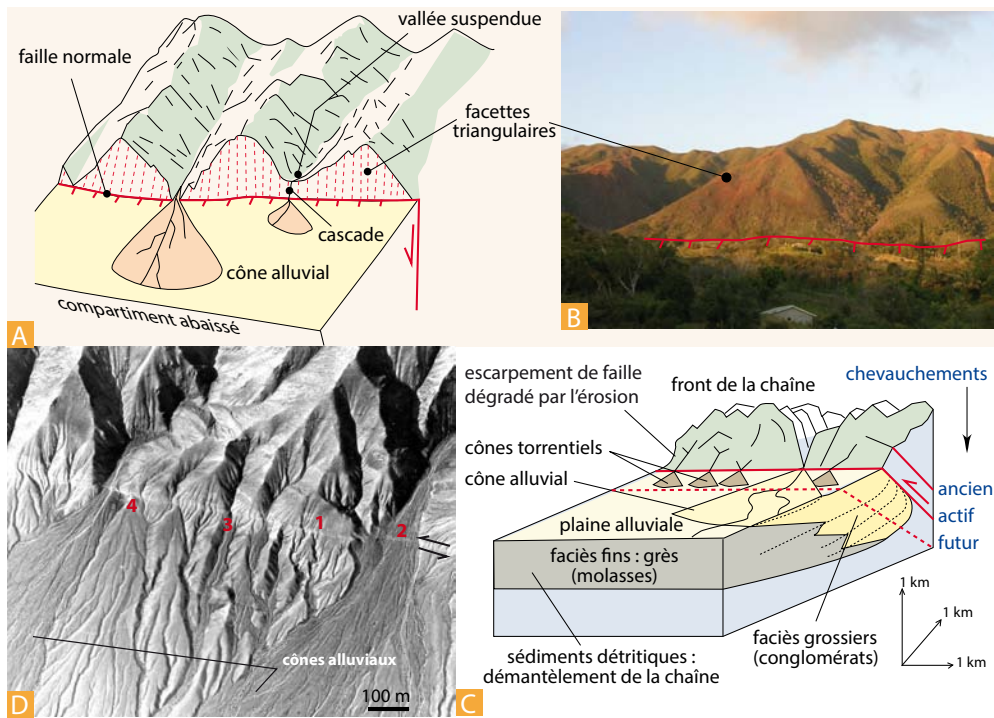 vallée suspendue
faille normale
facettes
triangulaires
cascade
cône alluvial
compartiment abaissé
A
B
escarpement de faille
dégradé par l'érosion
front de la chaîne
chevauchements
cônes torrentiels
cône alluvial
ancien
actif
futur
plaine alluviale
faciès fins : grès
(molasses)
faciès grossiers
(conglomérats)
sédiments détritiques :
démantèlement de la chaîne
1 km
1 km
1 km
C
4
3
1
2
cônes alluviaux
100 m
D